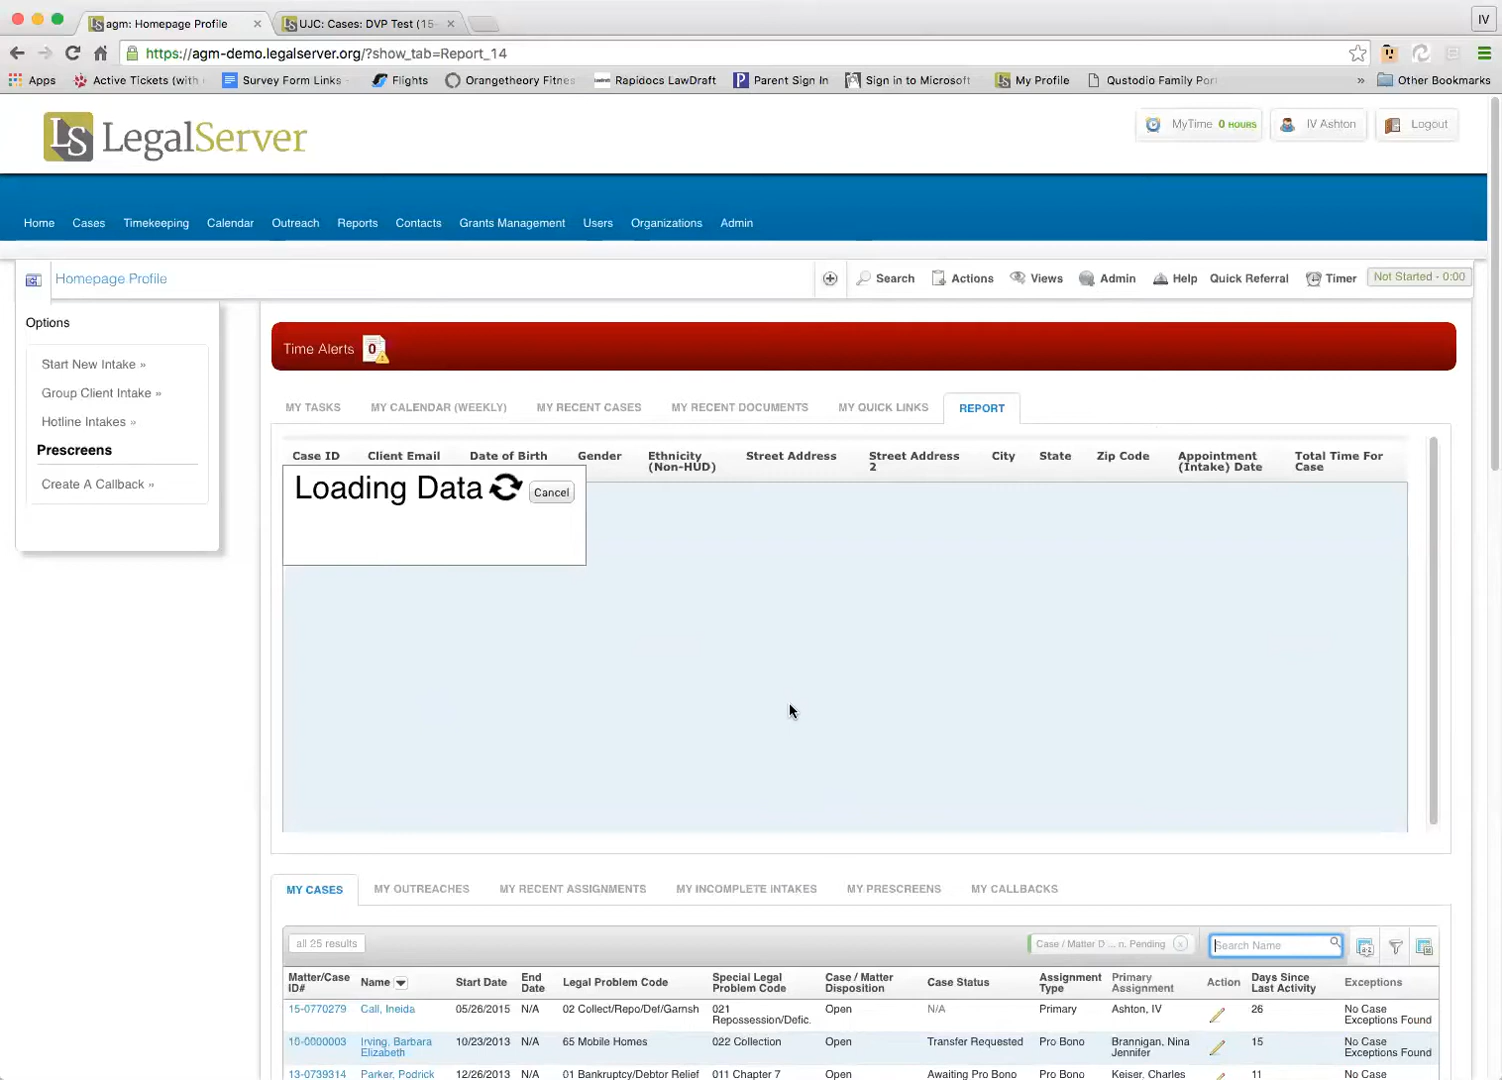 agm: Homepage Profile
UJC: Cases: DVP Test (15-
IV
https://agm-demo.legalserver.org/?show_tab=Report_14
Apps
Active Tickets (with
Survey Form Links
Flights
Orangetheory Fitnes
Rapidocs LawDraft
Parent Sign In
Sign in to Microsoft
My Profile
Qustodio Family Por
»
Other Bookmarks
LS LegalServer
MyTime 0 HOURS
IV Ashton
Logout
Home Cases Timekeeping Calendar Outreach Reports Contacts Grants Management Users Organizations Admin
Homepage Profile
Search Actions Views Admin Help Quick Referral Timer Not Started - 0:00
Options
Start New Intake »
Group Client Intake »
Hotline Intakes »
Prescreens
Create A Callback »
Time Alerts 0
MY TASKS MY CALENDAR (WEEKLY) MY RECENT CASES MY RECENT DOCUMENTS MY QUICK LINKS REPORT
Case ID Client Email Date of Birth Gender Ethnicity (Non-HUD) Street Address Street Address 2 City State Zip Code Appointment (Intake) Date Total Time For Case
Loading Data Cancel
MY CASES MY OUTREACHES MY RECENT ASSIGNMENTS MY INCOMPLETE INTAKES MY PRESCREENS MY CALLBACKS
all 25 results
Case / Matter D ... n. Pending
Search Name
Matter/Case ID# Name Start Date End Date Legal Problem Code Special Legal Problem Code Case / Matter Disposition Case Status Assignment Type Primary Assignment Action Days Since Last Activity Exceptions
15-0770279 Call, Ineida 05/26/2015 N/A 02 Collect/Repo/Def/Garnsh 021 Repossession/Defic. Open N/A Primary Ashton, IV 26 No Case Exceptions Found
10-0000003 Irving, Barbara Elizabeth 10/23/2013 N/A 65 Mobile Homes 022 Collection Open Transfer Requested Pro Bono Brannigan, Nina Jennifer 15 No Case Exceptions Found
13-0739314 Parker, Podrick 12/26/2013 N/A 01 Bankruptcy/Debtor Relief 011 Chapter 7 Open Awaiting Pro Bono Pro Bono Keiser, Charles 11 No Case